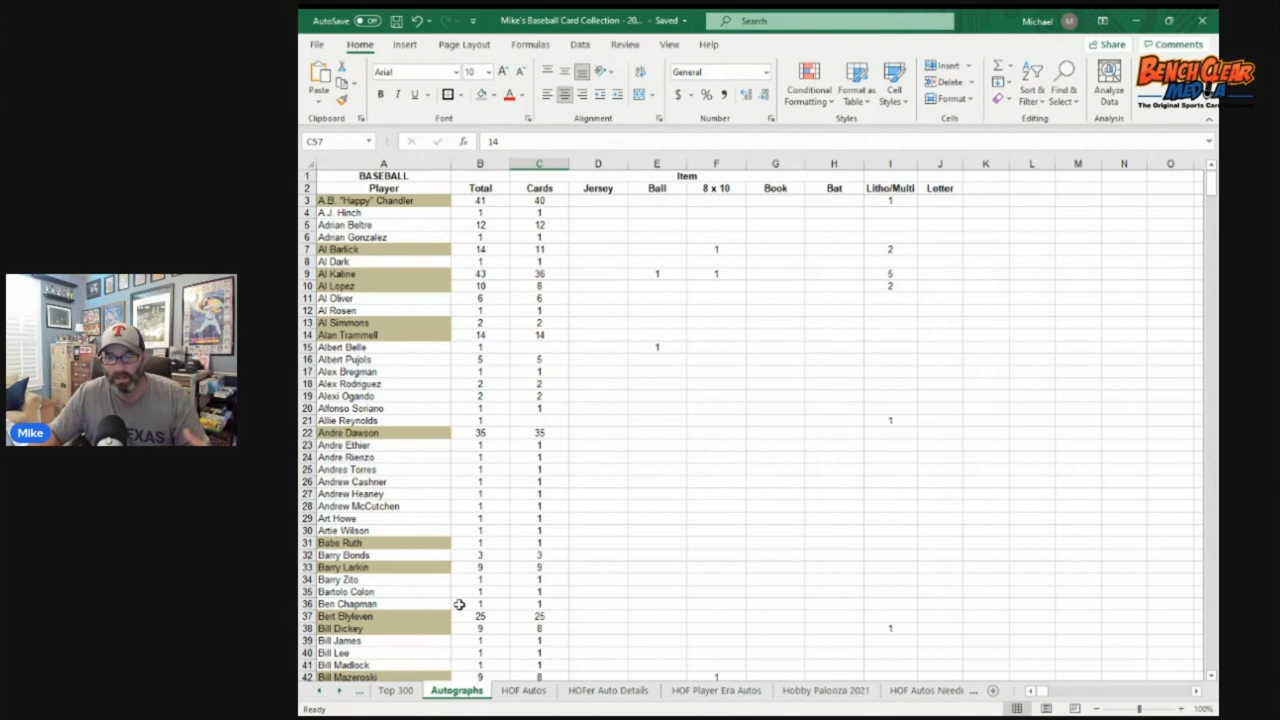 AutoSave Off Mike's Baseball Card Collection - 20... - Saved Search Michael M
File Home Insert Page Layout Formulas Data Review View Help Share Comments
BENCH CLEAR MEDIA
The Original Sports Card
Paste Arial 10 General Conditional Formatting Format as Table Cell Styles Insert Delete Format Sort & Filter Find & Select Analyze Data
Clipboard Font Alignment Number Styles Cells Editing Analysis
C57 fx 14
A B C D E F G H I J K L M N O
1 BASEBALL Item
2 Player Total Cards Jersey Ball 8 x 10 Book Bat Litho/Multi Letter
3 A.B. "Happy" Chandler 41 40 1
4 A.J. Hinch 1 1
5 Adrian Beltre 12 12
6 Adrian Gonzalez 1 1
7 Al Barlick 14 11 1 2
8 Al Dark 1 1
9 Al Kaline 43 36 1 1 5
10 Al Lopez 10 8 2
11 Al Oliver 6 6
12 Al Rosen 1 1
13 Al Simmons 2 2
14 Alan Trammell 14 14
15 Albert Belle 1 1
16 Albert Pujols 5 5
17 Alex Bregman 1 1
18 Alex Rodriguez 2 2
19 Alexi Ogando 2 2
20 Alfonso Soriano 1 1
21 Allie Reynolds 1 1
22 Andre Dawson 35 35
23 Andre Ethier 1 1
24 Andre Rienzo 1 1
25 Andres Torres 1 1
26 Andrew Cashner 1 1
27 Andrew Heaney 1 1
28 Andrew McCutchen 1 1
29 Art Howe 1 1
30 Artie Wilson 1 1
31 Babe Ruth 1 1
32 Barry Bonds 3 3
33 Barry Larkin 9 9
34 Barry Zito 1 1
35 Bartolo Colon 1 1
36 Ben Chapman 1 1
37 Bert Blyleven 25 25
38 Bill Dickey 9 8 1
39 Bill James 1 1
40 Bill Lee 1 1
41 Bill Madlock 1 1
42 Bill Mazeroski 9 8 1
... Top 300 Autographs HOF Autos HOFer Auto Details HOF Player Era Autos Hobby Palooza 2021 HOF Autos Neede ...
Ready 100%
T
EXAS
Mike